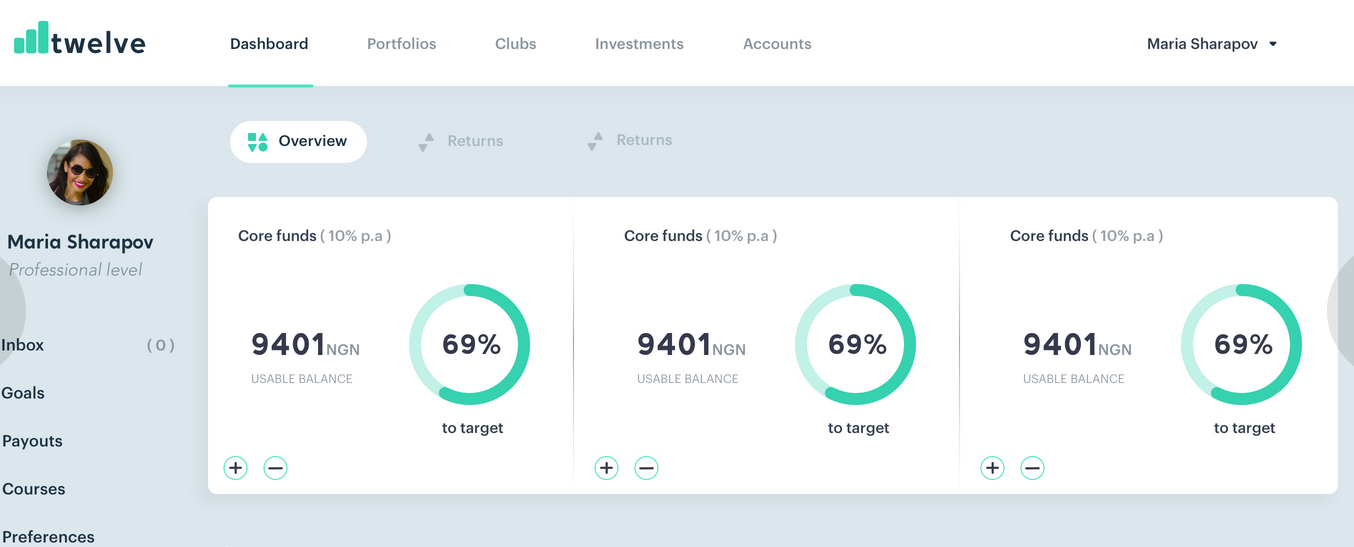 twelve
Dashboard
Portfolios
Clubs
Investments
Accounts
Maria Sharapov
Overview
Returns
Returns
Maria Sharapov
Professional level
Inbox ( 0 )
Goals
Payouts
Courses
Preferences
Core funds ( 10% p.a )
9401NGN
USABLE BALANCE
69%
to target
Core funds ( 10% p.a )
9401NGN
USABLE BALANCE
69%
to target
Core funds ( 10% p.a )
9401NGN
USABLE BALANCE
69%
to target